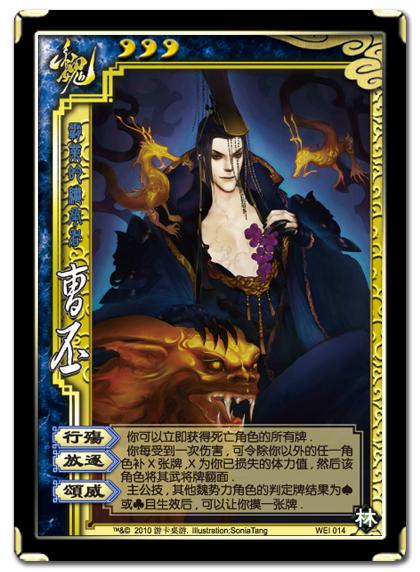 魏
霸業的繼承者
曹丕
行殤
你可以立即获得死亡角色的所有牌.
放逐
你每受到一次伤害,可令除你以外的任一角
色补 X 张牌,X 为你已损失的体力值,然后该
角色将其武将牌翻面.
頌威
主公技,其他魏势力角色的判定牌结果为♠
或♣且生效后,可以让你摸一张牌.
™&© 2010 游卡桌游. Illustration:SoniaTang
WEI 014
林